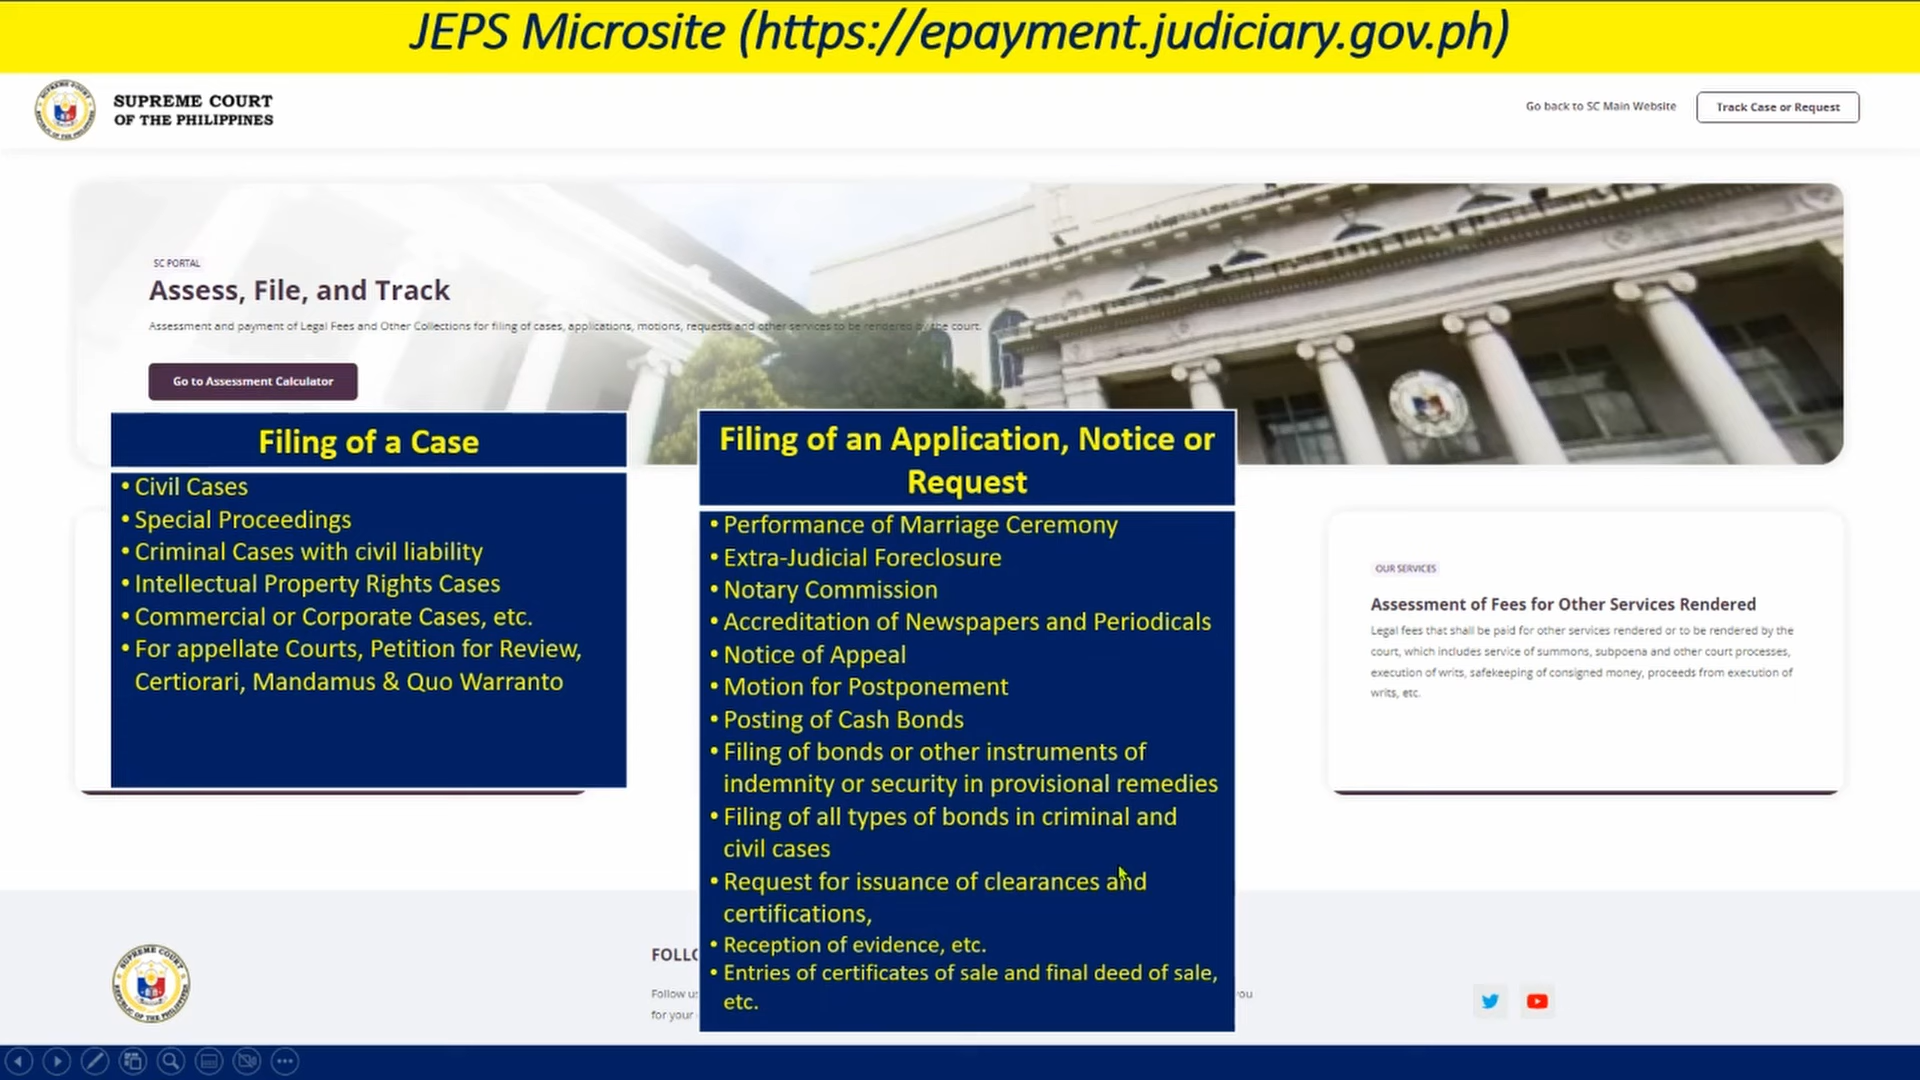 JEPS Microsite (https://epayment.judiciary.gov.ph)
SUPREME COURT
OF THE PHILIPPINES
Go back to SC Main Website
Track Case or Request
SC PORTAL
Assess, File, and Track
Assessment and payment of Legal Fees and Other Collections for filing of cases, applications, motions, requests and other services to be rendered by the court.
Go to Assessment Calculator
Filing of a Case
• Civil Cases
• Special Proceedings
• Criminal Cases with civil liability
• Intellectual Property Rights Cases
• Commercial or Corporate Cases, etc.
• For appellate Courts, Petition for Review,
Certiorari, Mandamus & Quo Warranto
Filing of an Application, Notice or
Request
• Performance of Marriage Ceremony
• Extra-Judicial Foreclosure
• Notary Commission
• Accreditation of Newspapers and Periodicals
• Notice of Appeal
• Motion for Postponement
• Posting of Cash Bonds
• Filing of bonds or other instruments of
indemnity or security in provisional remedies
• Filing of all types of bonds in criminal and
civil cases
• Request for issuance of clearances and
certifications,
• Reception of evidence, etc.
• Entries of certificates of sale and final deed of sale,
etc.
OUR SERVICES
Assessment of Fees for Other Services Rendered
Legal fees that shall be paid for other services rendered or to be rendered by the
court, which includes service of summons, subpoena and other court processes,
execution of writs, safekeeping of consigned money, proceeds from execution of
writs, etc.
SUPREME COURT
REPUBLIC OF THE PHILIPPINES
Follow
for your